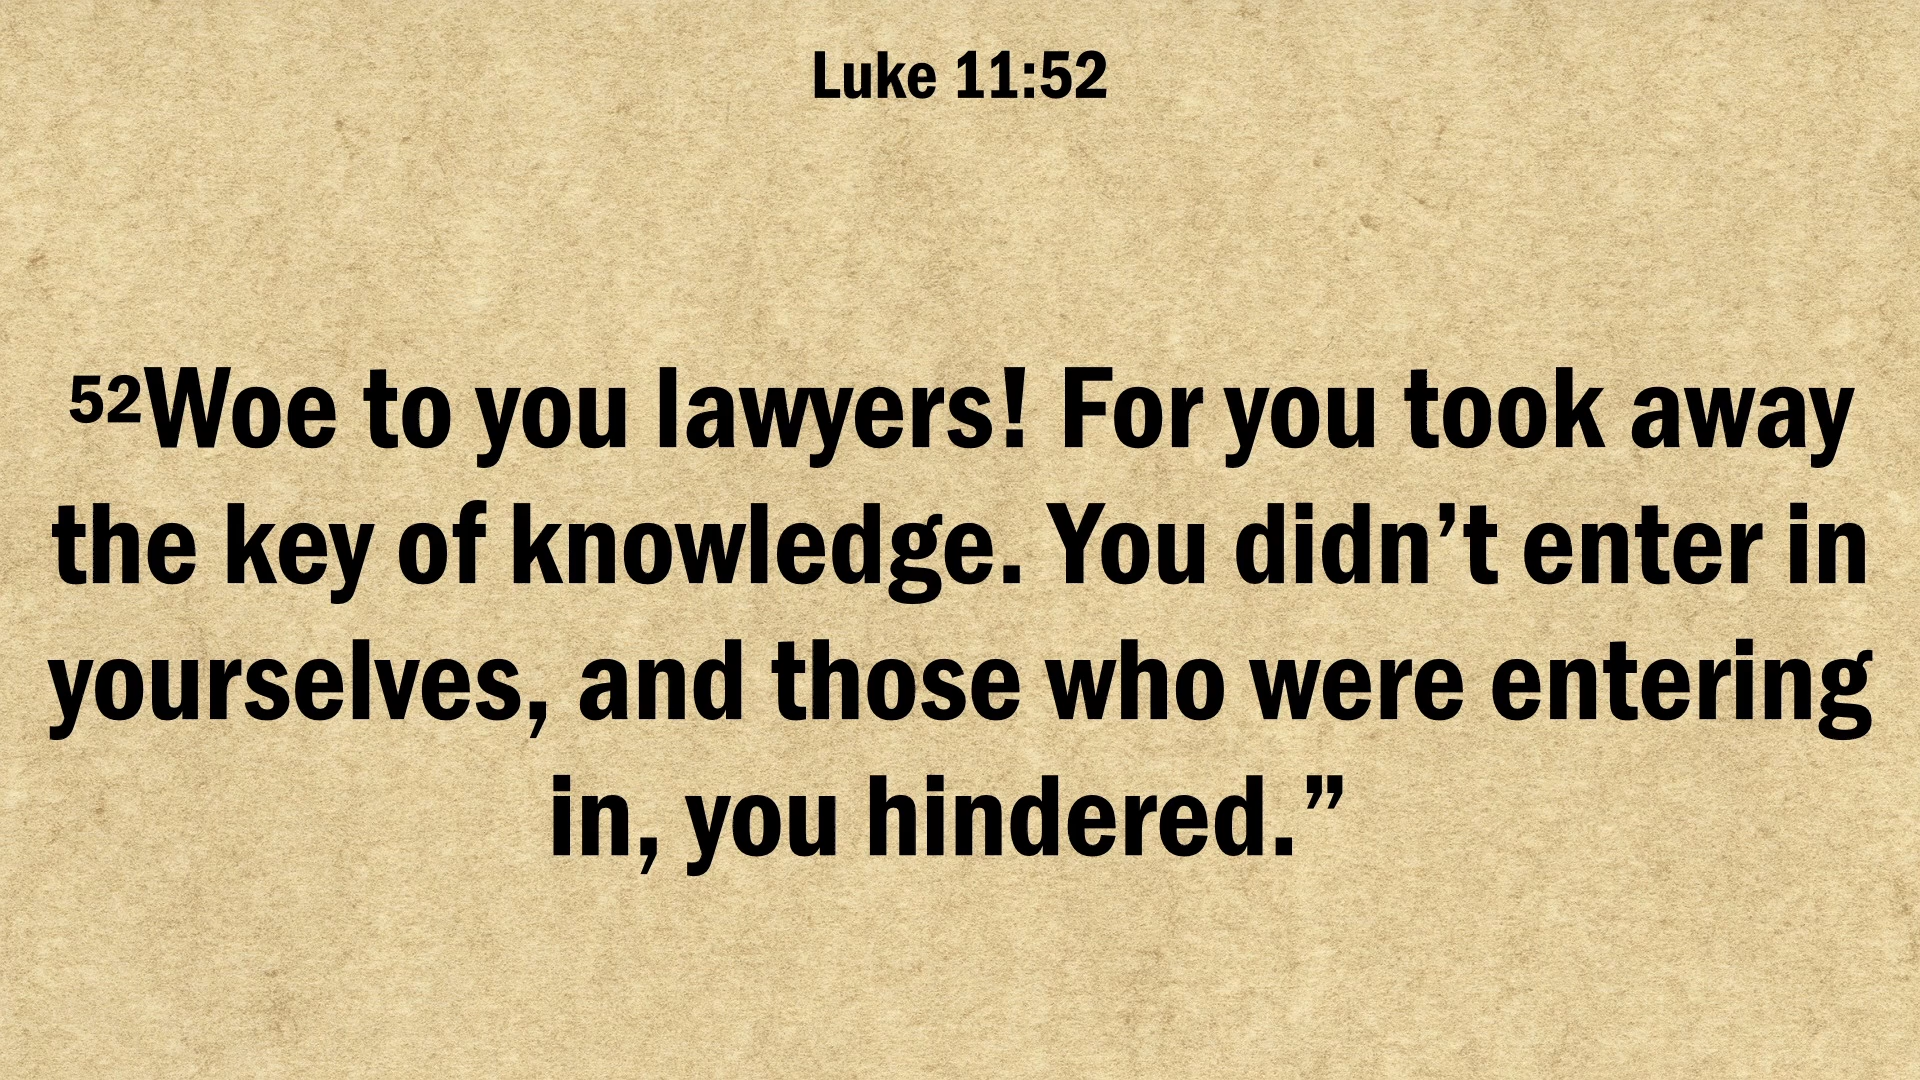 Luke 11:52
⁵²Woe to you lawyers! For you took away
the key of knowledge. You didn’t enter in
yourselves, and those who were entering
in, you hindered.”